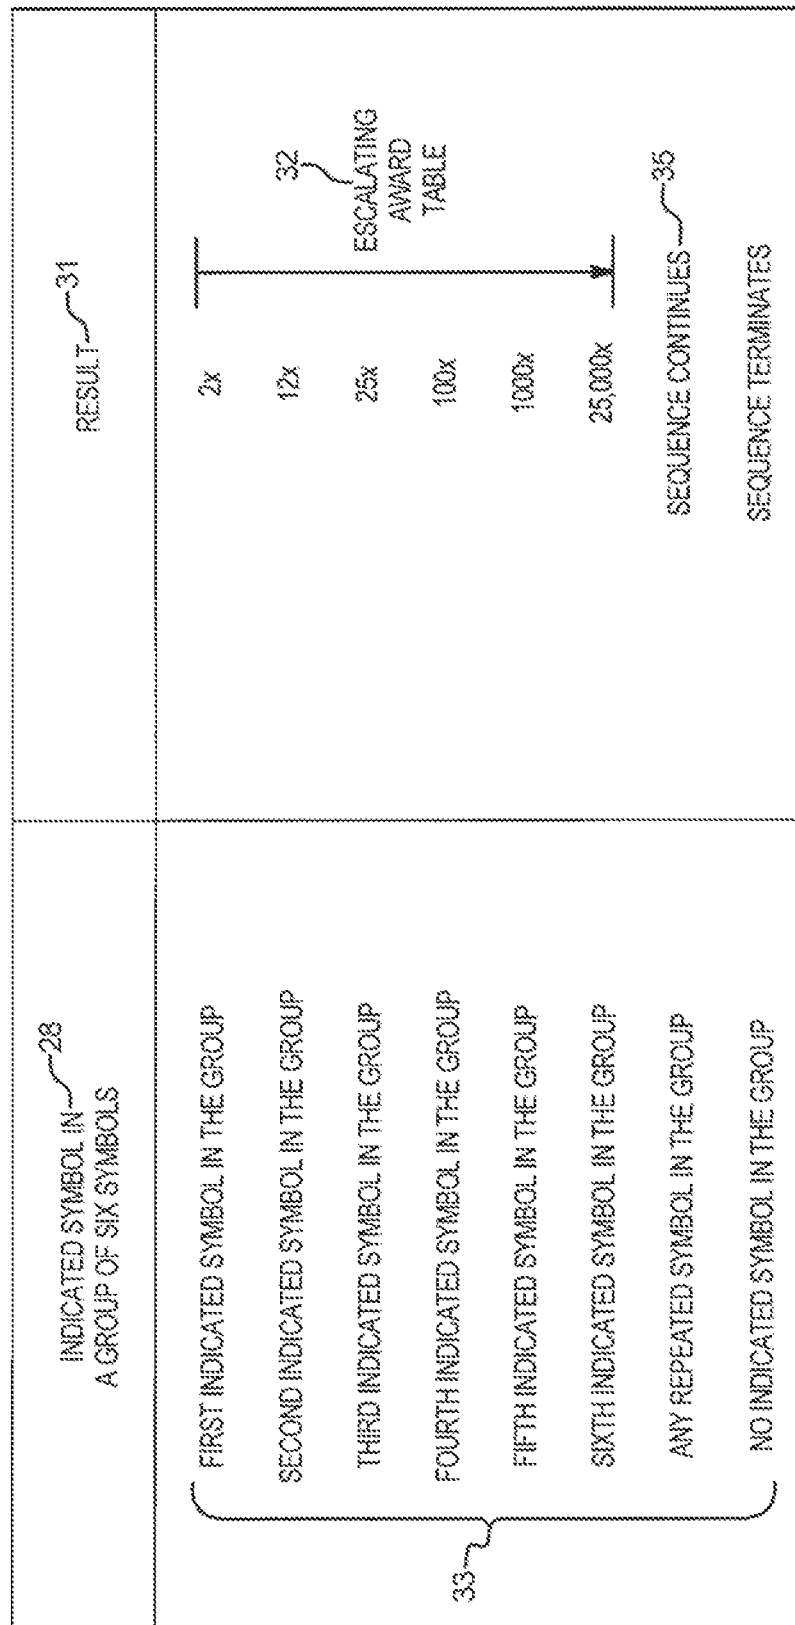 INDICATED SYMBOL IN 28
A GROUP OF SIX SYMBOLS
RESULT 31
FIRST INDICATED SYMBOL IN THE GROUP
2x
SECOND INDICATED SYMBOL IN THE GROUP
12x
THIRD INDICATED SYMBOL IN THE GROUP
25x
FOURTH INDICATED SYMBOL IN THE GROUP
100x
FIFTH INDICATED SYMBOL IN THE GROUP
1000x
SIXTH INDICATED SYMBOL IN THE GROUP
25,000x
32
ESCALATING
AWARD
TABLE
ANY REPEATED SYMBOL IN THE GROUP
SEQUENCE CONTINUES 35
NO INDICATED SYMBOL IN THE GROUP
SEQUENCE TERMINATES
33